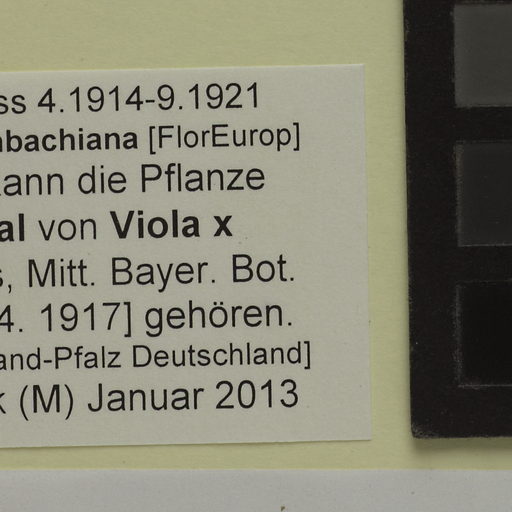 ss 4.1914-9.1921
bachiana [FlorEurop]
kann die Pflanze
al von Viola x
s, Mitt. Bayer. Bot.
4. 1917] gehören.
and-Pfalz Deutschland]
k (M) Januar 2013